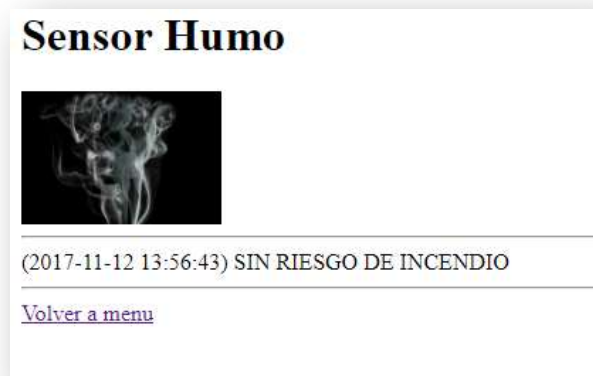 Sensor Humo
(2017-11-12 13:56:43) SIN RIESGO DE INCENDIO
Volver a menu